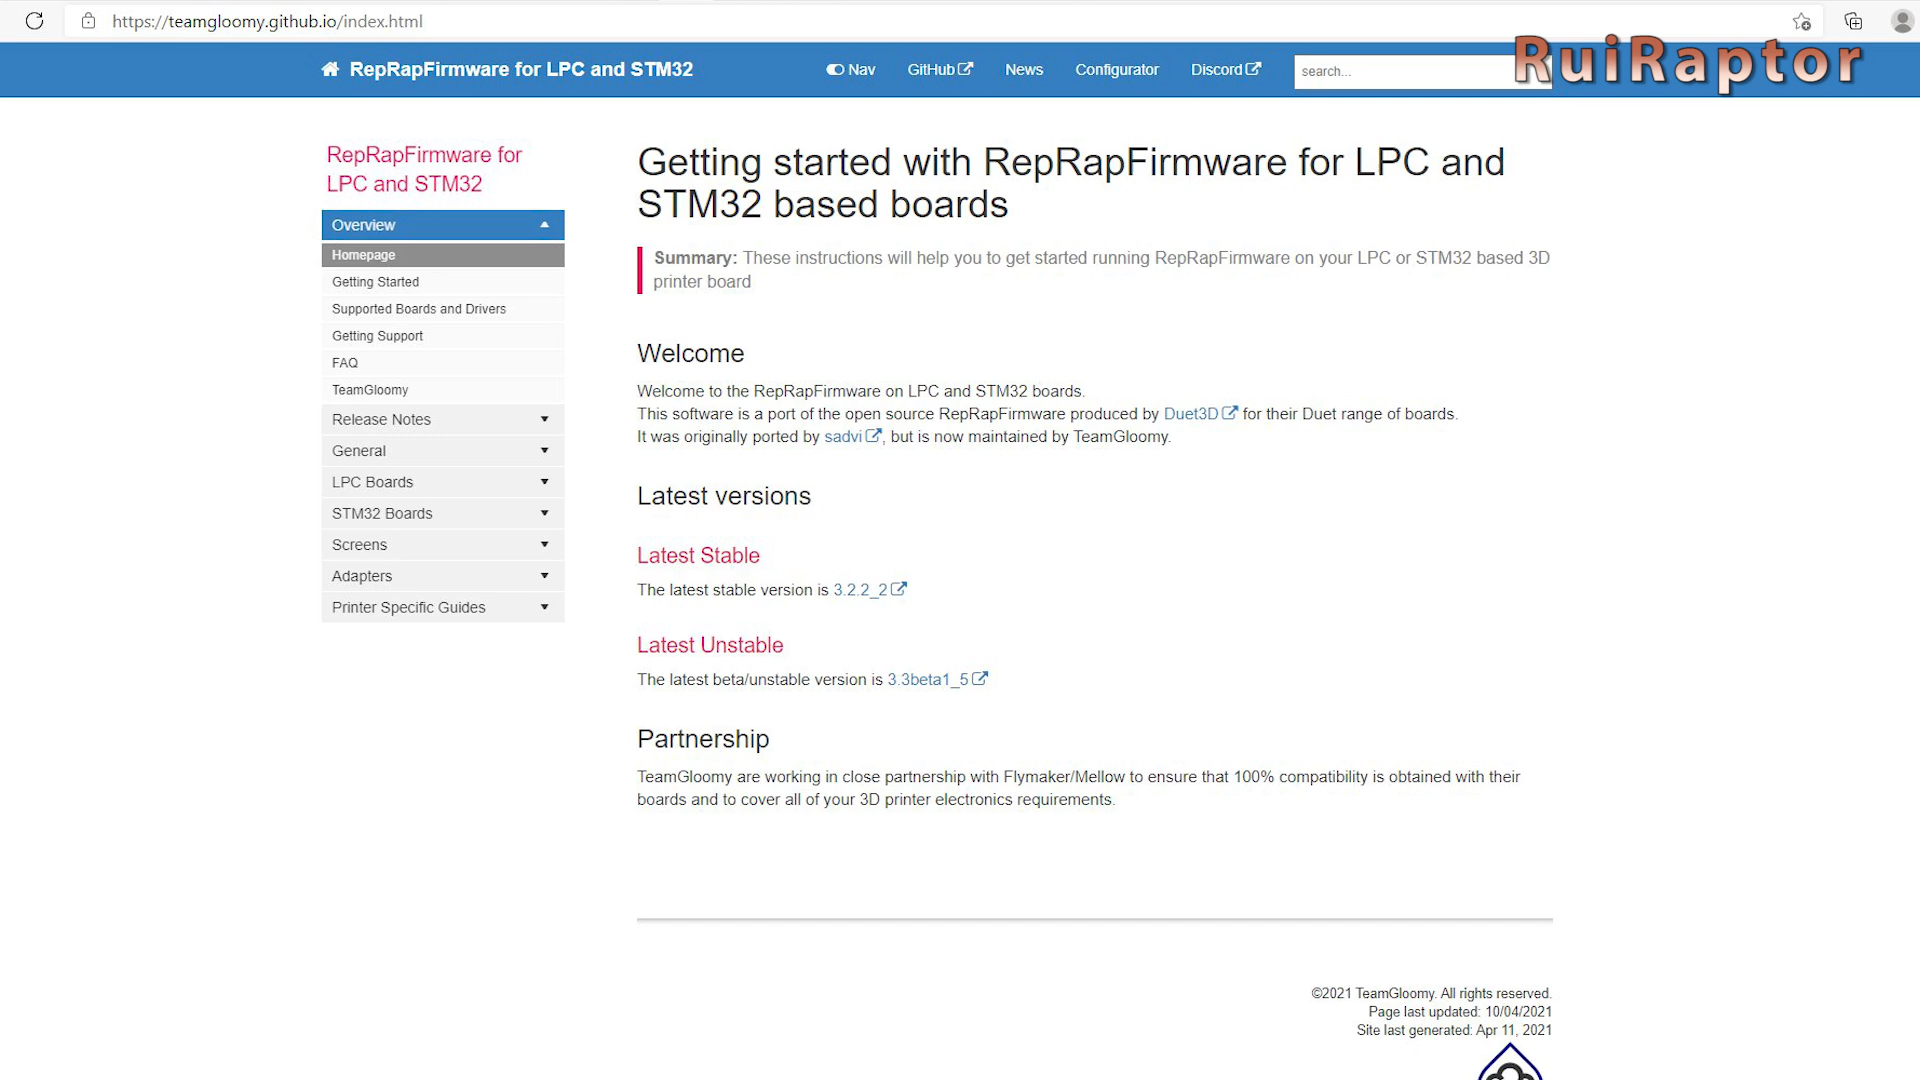 https://teamgloomy.github.io/index.html
RepRapFirmware for LPC and STM32
Nav
GitHub
News
Configurator
Discord
search...
RuiRaptor
RepRapFirmware for
LPC and STM32
Overview
Homepage
Getting Started
Supported Boards and Drivers
Getting Support
FAQ
TeamGloomy
Release Notes
General
LPC Boards
STM32 Boards
Screens
Adapters
Printer Specific Guides
Getting started with RepRapFirmware for LPC and
STM32 based boards
Summary: These instructions will help you to get started running RepRapFirmware on your LPC or STM32 based 3D
printer board
Welcome
Welcome to the RepRapFirmware on LPC and STM32 boards.
This software is a port of the open source RepRapFirmware produced by Duet3D for their Duet range of boards.
It was originally ported by sadvi, but is now maintained by TeamGloomy.
Latest versions
Latest Stable
The latest stable version is 3.2.2_2
Latest Unstable
The latest beta/unstable version is 3.3beta1_5
Partnership
TeamGloomy are working in close partnership with Flymaker/Mellow to ensure that 100% compatibility is obtained with their
boards and to cover all of your 3D printer electronics requirements.
©2021 TeamGloomy. All rights reserved.
Page last updated: 10/04/2021
Site last generated: Apr 11, 2021